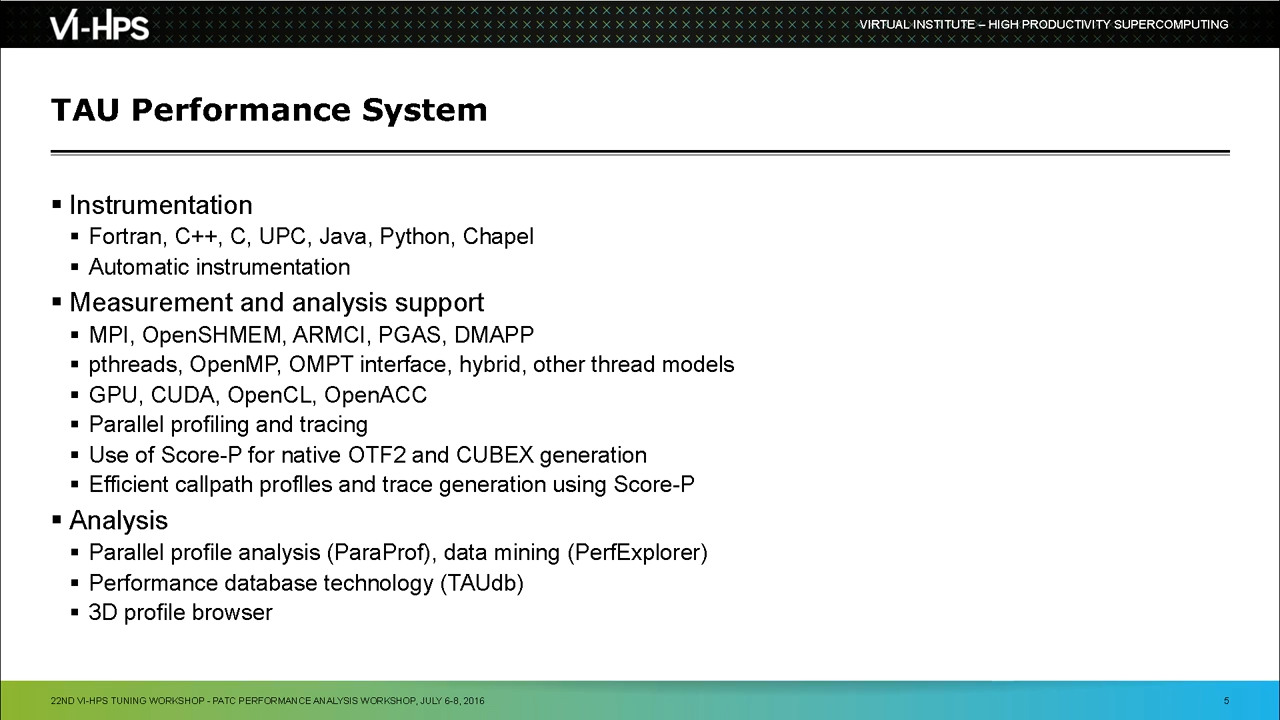 VI-HPS
VIRTUAL INSTITUTE – HIGH PRODUCTIVITY SUPERCOMPUTING
TAU Performance System
▪ Instrumentation
▪ Fortran, C++, C, UPC, Java, Python, Chapel
▪ Automatic instrumentation
▪ Measurement and analysis support
▪ MPI, OpenSHMEM, ARMCI, PGAS, DMAPP
▪ pthreads, OpenMP, OMPT interface, hybrid, other thread models
▪ GPU, CUDA, OpenCL, OpenACC
▪ Parallel profiling and tracing
▪ Use of Score-P for native OTF2 and CUBEX generation
▪ Efficient callpath proflles and trace generation using Score-P
▪ Analysis
▪ Parallel profile analysis (ParaProf), data mining (PerfExplorer)
▪ Performance database technology (TAUdb)
▪ 3D profile browser
22ND VI-HPS TUNING WORKSHOP - PATC PERFORMANCE ANALYSIS WORKSHOP, JULY 6-8, 2016
5